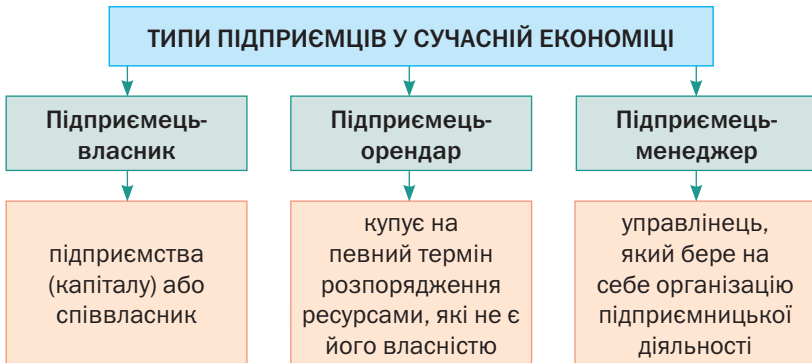 ТИПИ ПІДПРИЄМЦІВ У СУЧАСНІЙ ЕКОНОМІЦІ
Підприємець-
власник
підприємства
(капіталу) або
співвласник
Підприємець-
орендар
купує на
певний термін
розпорядження
ресурсами, які не є
його власністю
Підприємець-
менеджер
управлінець,
який бере на
себе організацію
підприємницької
діяльності